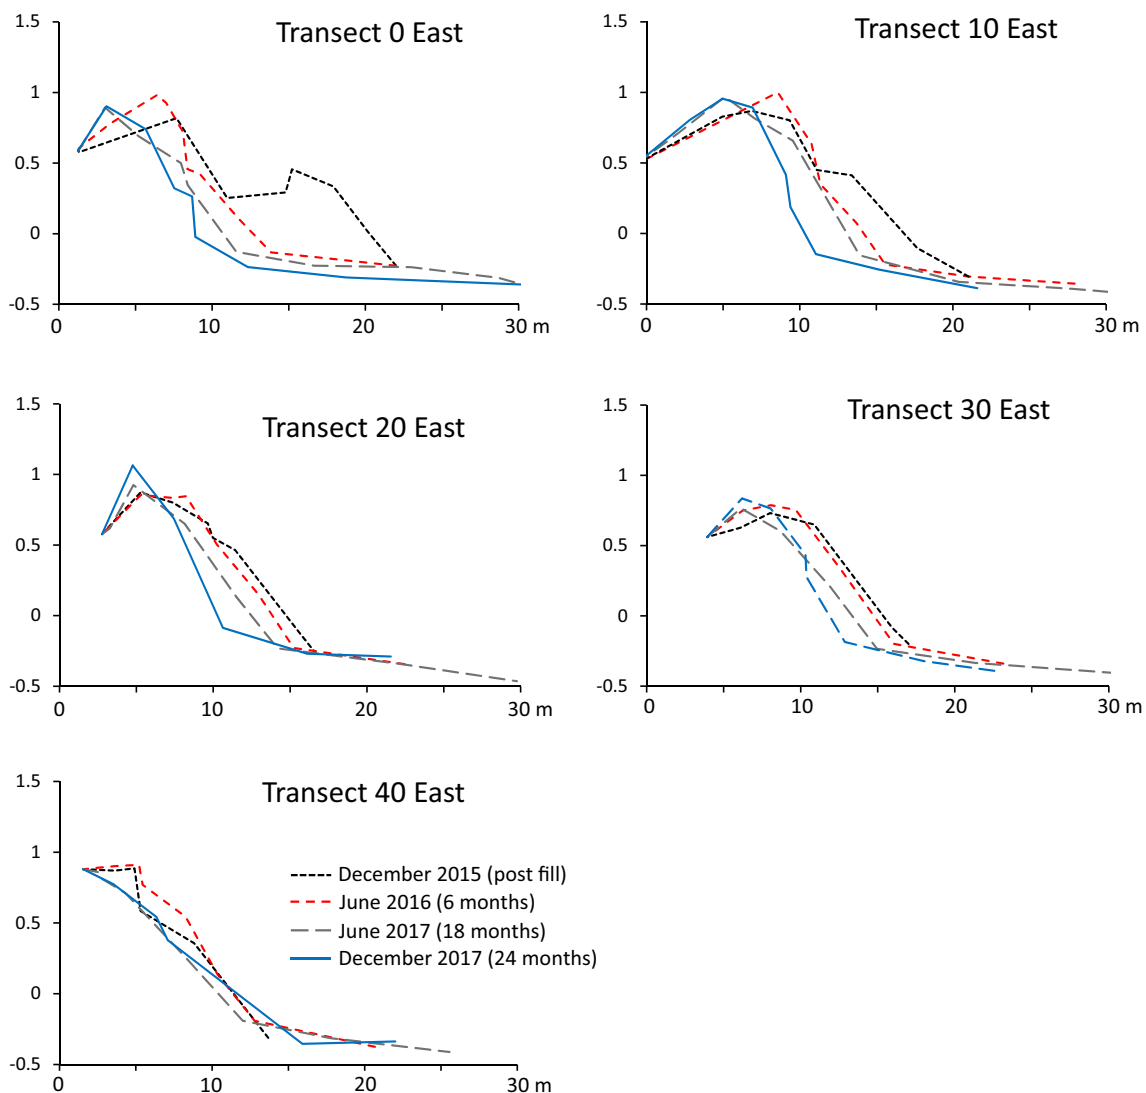 Transect 0 East
1.5
1
0.5
0
-0.5
0 10 20 30 m
Transect 10 East
1.5
1
0.5
0
-0.5
0 10 20 30 m
Transect 20 East
1.5
1
0.5
0
-0.5
0 10 20 30 m
Transect 30 East
1.5
1
0.5
0
-0.5
0 10 20 30 m
Transect 40 East
1.5
1
0.5
0
-0.5
0 10 20 30 m
December 2015 (post fill)
June 2016 (6 months)
June 2017 (18 months)
December 2017 (24 months)